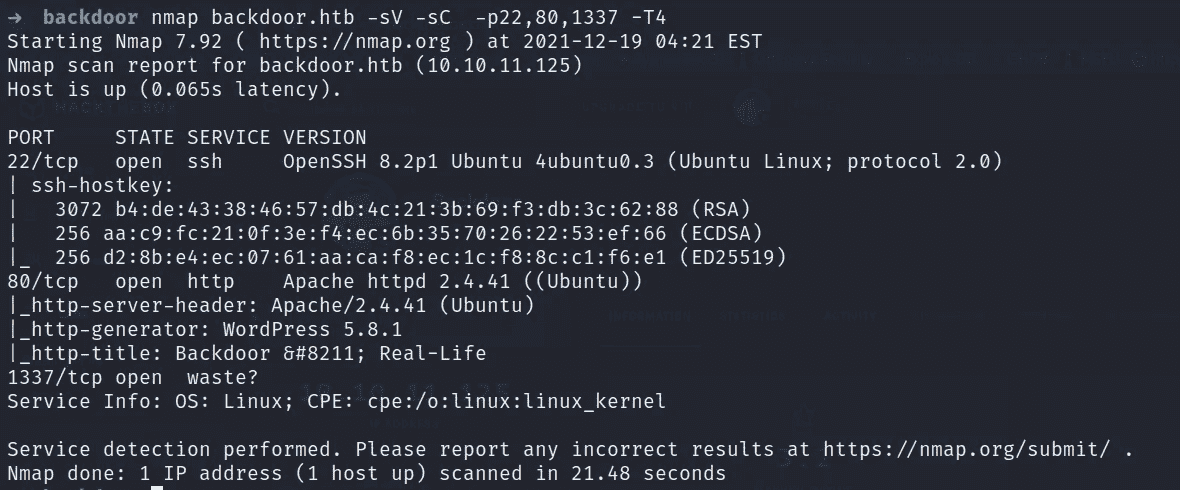 → backdoor nmap backdoor.htb -sV -sC  -p22,80,1337 -T4
Starting Nmap 7.92 ( https://nmap.org ) at 2021-12-19 04:21 EST
Nmap scan report for backdoor.htb (10.10.11.125)
Host is up (0.065s latency).
PORT     STATE SERVICE VERSION
22/tcp   open  ssh     OpenSSH 8.2p1 Ubuntu 4ubuntu0.3 (Ubuntu Linux; protocol 2.0)
| ssh-hostkey:
|   3072 b4:de:43:38:46:57:db:4c:21:3b:69:f3:db:3c:62:88 (RSA)
|   256 aa:c9:fc:21:0f:3e:f4:ec:6b:35:70:26:22:53:ef:66 (ECDSA)
|_  256 d2:8b:e4:ec:07:61:aa:ca:f8:ec:1c:f8:8c:c1:f6:e1 (ED25519)
80/tcp   open  http    Apache httpd 2.4.41 ((Ubuntu))
|_http-server-header: Apache/2.4.41 (Ubuntu)
|_http-generator: WordPress 5.8.1
|_http-title: Backdoor &#8211; Real-Life
1337/tcp open  waste?
Service Info: OS: Linux; CPE: cpe:/o:linux:linux_kernel
Service detection performed. Please report any incorrect results at https://nmap.org/submit/ .
Nmap done: 1 IP address (1 host up) scanned in 21.48 seconds